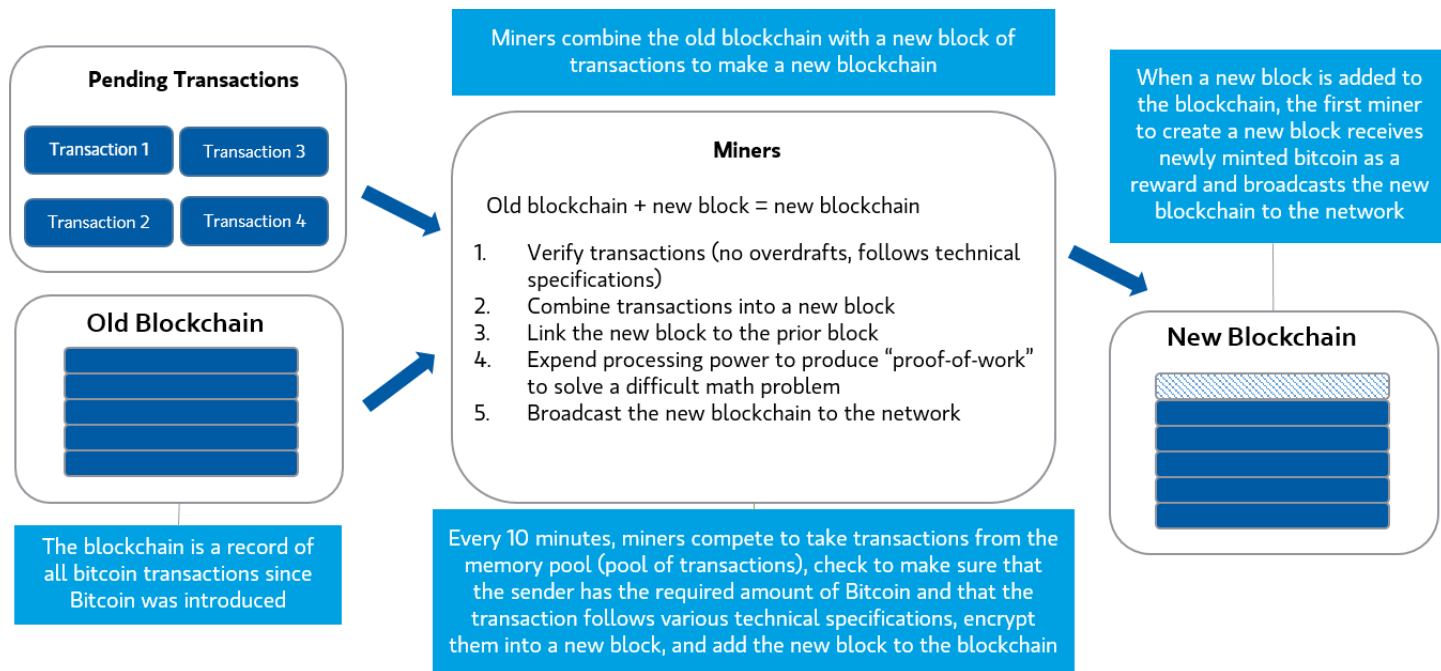 Pending Transactions
Transaction 1
Transaction 3
Transaction 2
Transaction 4
Old Blockchain
The blockchain is a record of
all bitcoin transactions since
Bitcoin was introduced
Miners combine the old blockchain with a new block of
transactions to make a new blockchain
Miners
Old blockchain + new block = new blockchain
1. Verify transactions (no overdrafts, follows technical
specifications)
2. Combine transactions into a new block
3. Link the new block to the prior block
4. Expend processing power to produce “proof-of-work”
to solve a difficult math problem
5. Broadcast the new blockchain to the network
Every 10 minutes, miners compete to take transactions from the
memory pool (pool of transactions), check to make sure that
the sender has the required amount of Bitcoin and that the
transaction follows various technical specifications, encrypt
them into a new block, and add the new block to the blockchain
When a new block is added to
the blockchain, the first miner
to create a new block receives
newly minted bitcoin as a
reward and broadcasts the new
blockchain to the network
New Blockchain